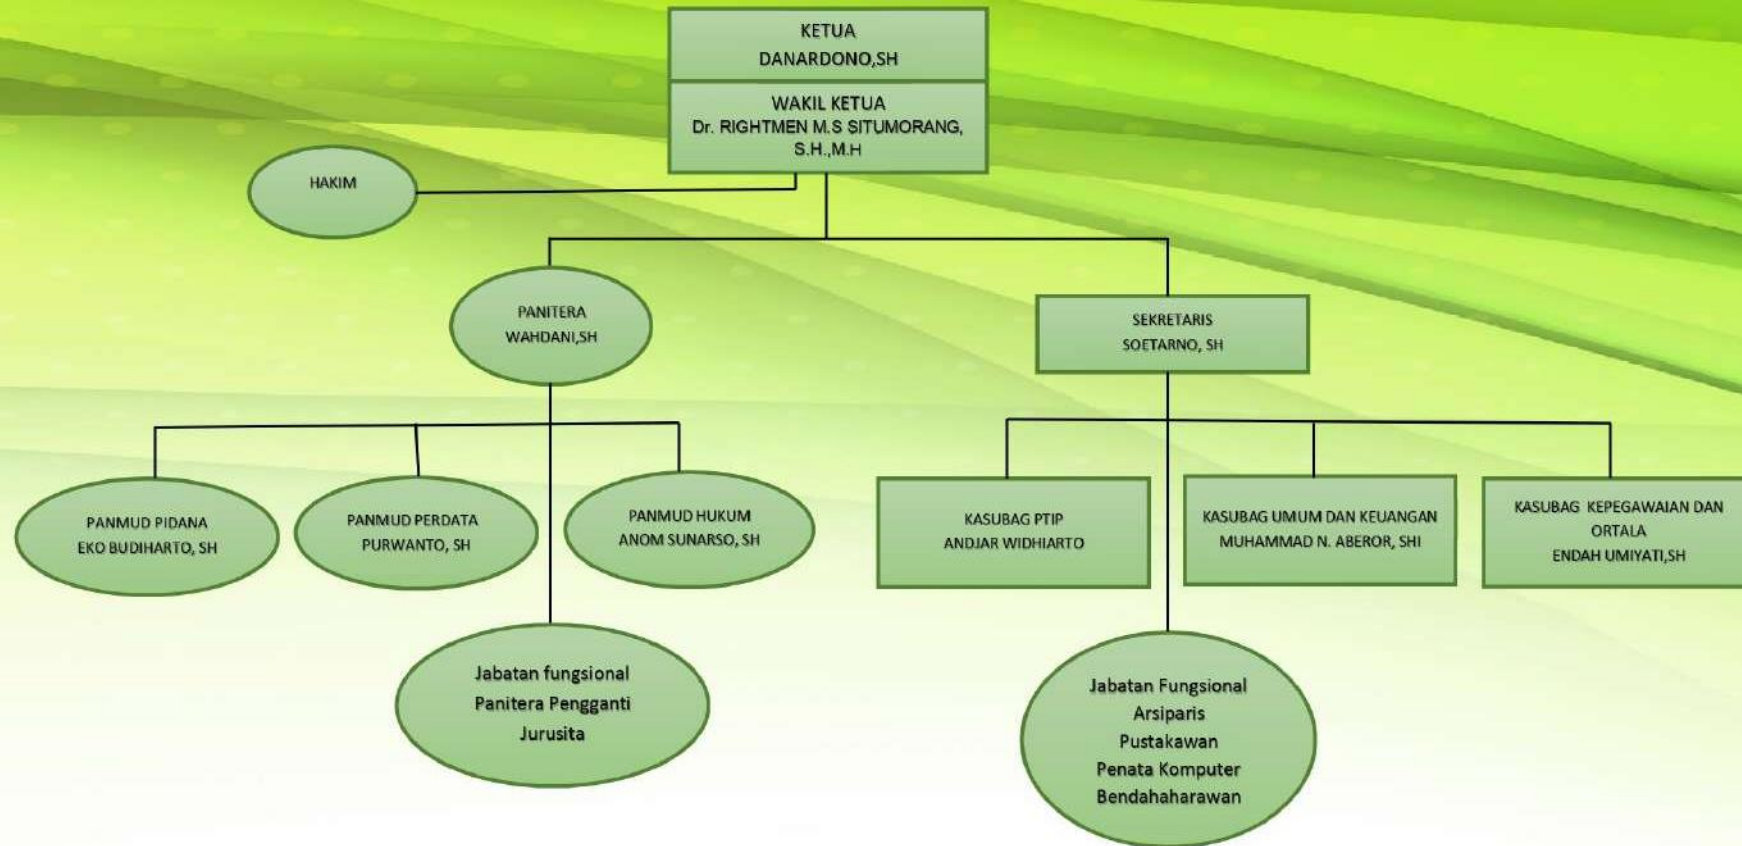 KETUA
DANARDONO,SH
WAKIL KETUA
Dr. RIGHTMEN M.S SITUMORANG,
S.H.,M.H
HAKIM
PANITERA
WAHDANI,SH
SEKRETARIS
SOETARNO, SH
PANMUD PIDANA
EKO BUDIHARTO, SH
PANMUD PERDATA
PURWANTO, SH
PANMUD HUKUM
ANOM SUNARSO, SH
KASUBAG PTIP
ANDJAR WIDHIARTO
KASUBAG UMUM DAN KEUANGAN
MUHAMMAD N. ABEROR, SHI
KASUBAG KEPEGAWAIAN DAN
ORTALA
ENDAH UMIYATI,SH
Jabatan fungsional
Panitera Pengganti
Jurusita
Jabatan Fungsional
Arsiparis
Pustakawan
Penata Komputer
Bendahaharawan